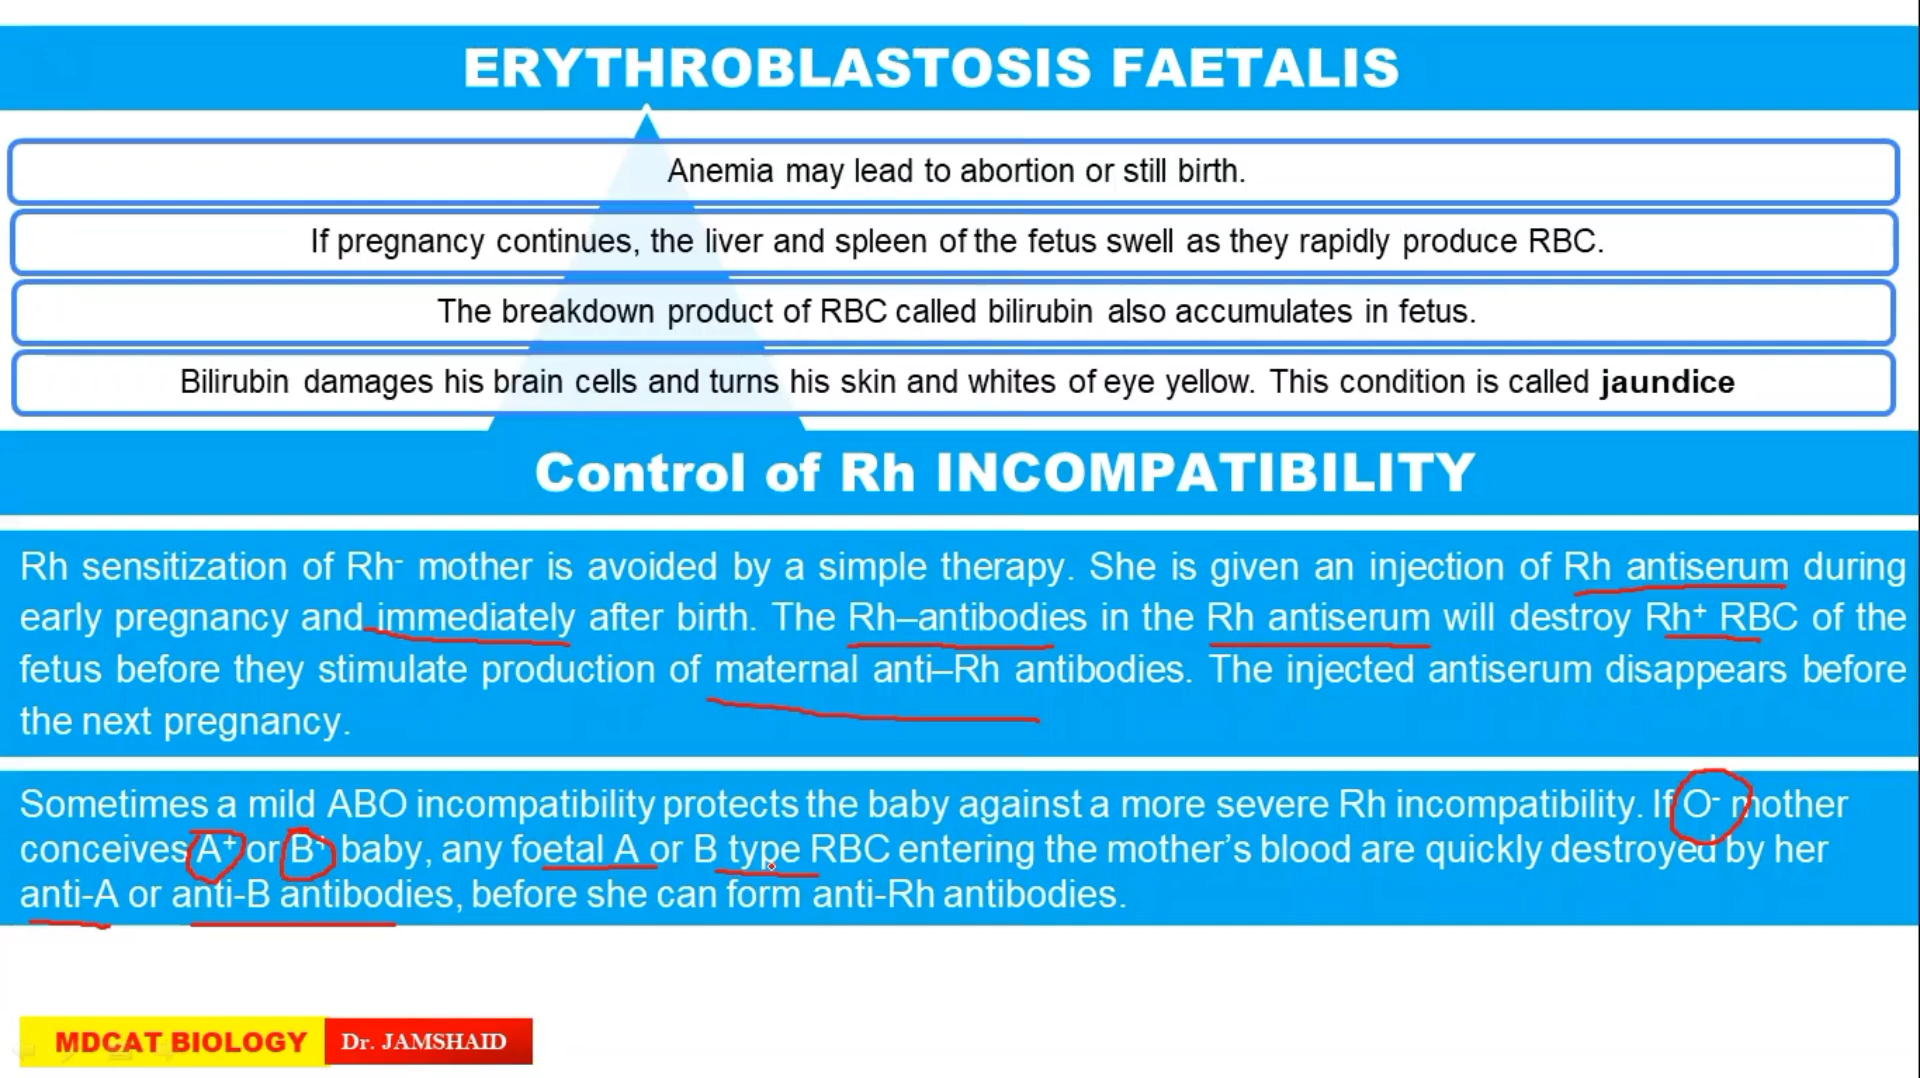 ERYTHROBLASTOSIS FAETALIS
Anemia may lead to abortion or still birth.
If pregnancy continues, the liver and spleen of the fetus swell as they rapidly produce RBC.
The breakdown product of RBC called bilirubin also accumulates in fetus.
Bilirubin damages his brain cells and turns his skin and whites of eye yellow. This condition is called jaundice
Control of Rh INCOMPATIBILITY
Rh sensitization of Rh⁻ mother is avoided by a simple therapy. She is given an injection of Rh antiserum during
early pregnancy and immediately after birth. The Rh–antibodies in the Rh antiserum will destroy Rh⁺ RBC of the
fetus before they stimulate production of maternal anti–Rh antibodies. The injected antiserum disappears before
the next pregnancy.
Sometimes a mild ABO incompatibility protects the baby against a more severe Rh incompatibility. If O⁻ mother
conceives A⁺ or B⁺ baby, any foetal A or B type RBC entering the mother’s blood are quickly destroyed by her
anti-A or anti-B antibodies, before she can form anti-Rh antibodies.
MDCAT BIOLOGY Dr. JAMSHAID